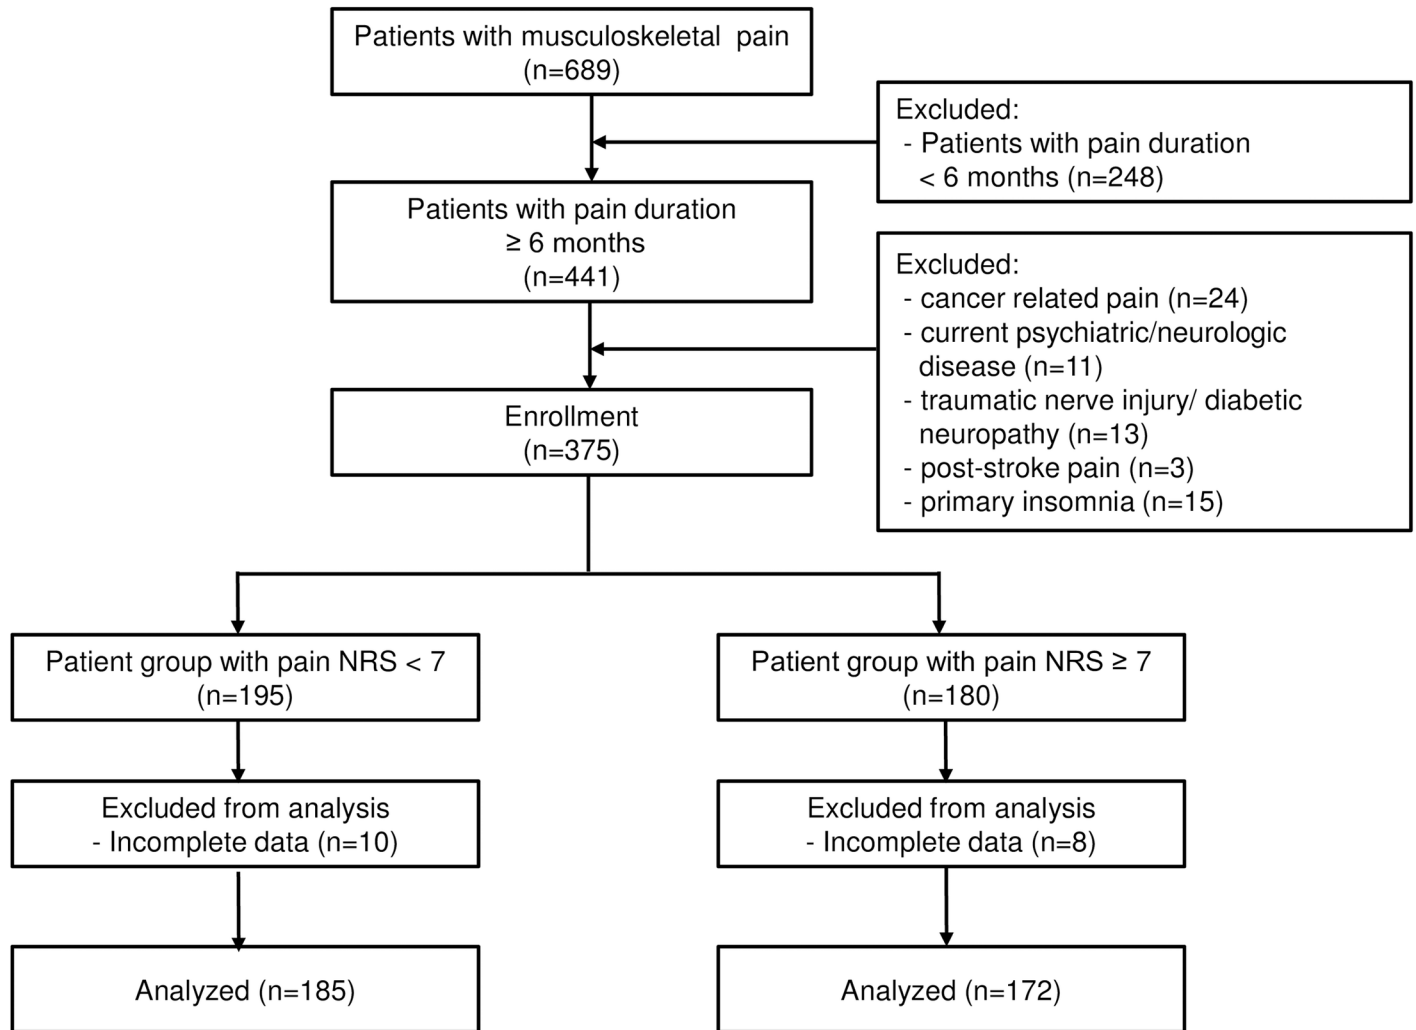 Patients with musculoskeletal pain
(n=689)
Excluded:
- Patients with pain duration
< 6 months (n=248)
Patients with pain duration
≥ 6 months
(n=441)
Excluded:
- cancer related pain (n=24)
- current psychiatric/neurologic
disease (n=11)
- traumatic nerve injury/ diabetic
neuropathy (n=13)
- post-stroke pain (n=3)
- primary insomnia (n=15)
Enrollment
(n=375)
Patient group with pain NRS < 7
(n=195)
Patient group with pain NRS ≥ 7
(n=180)
Excluded from analysis
- Incomplete data (n=10)
Excluded from analysis
- Incomplete data (n=8)
Analyzed (n=185)
Analyzed (n=172)